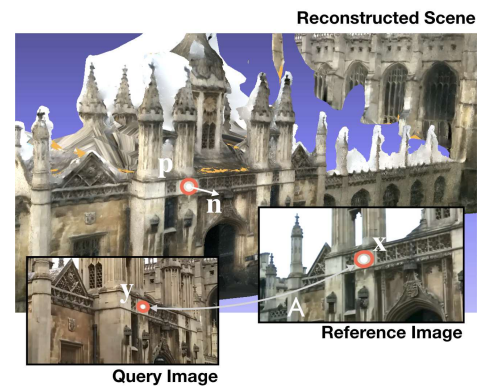 Reconstructed Scene
p
n
x
y
A
Reference Image
Query Image